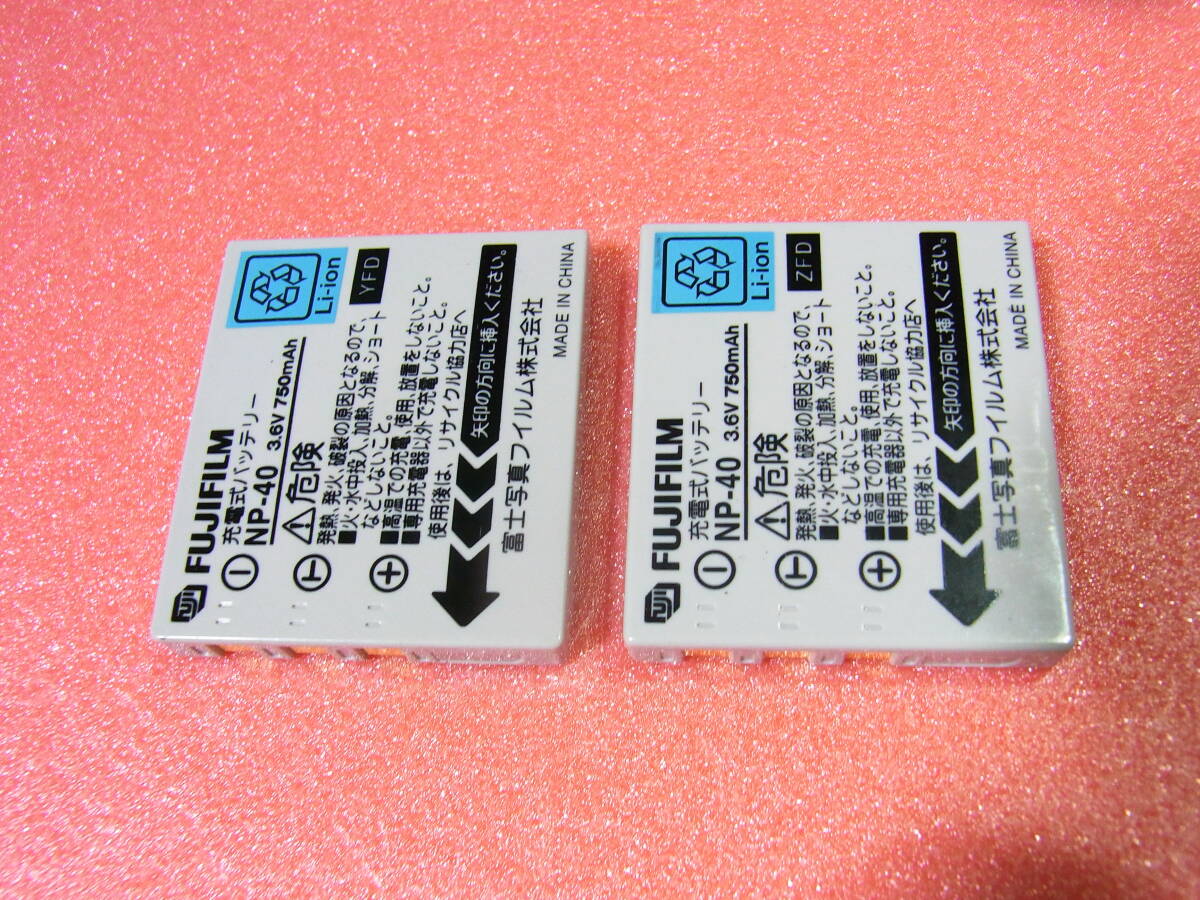 FUJI FUJIFILM
充電式バッテリー
NP-40 3.6V 750mAh
Li-ion
⚠危険
YFD
発熱、発火、破裂の原因となるので、
■火・水中投入、加熱、分解、ショート
などしないこと。
■高温での充電、使用、放置をしないこと。
■専用充電器以外で充電しないこと。
使用後は、リサイクル協力店へ
矢印の方向に挿入ください。
富士写真フイルム株式会社
MADE IN CHINA
FUJI FUJIFILM
充電式バッテリー
NP-40 3.6V 750mAh
Li-ion
⚠危険
ZFD
発熱、発火、破裂の原因となるので、
■火・水中投入、加熱、分解、ショート
などしないこと。
■高温での充電、使用、放置をしないこと。
■専用充電器以外で充電しないこと。
使用後は、リサイクル協力店へ
矢印の方向に挿入ください。
富士写真フイルム株式会社
MADE IN CHINA